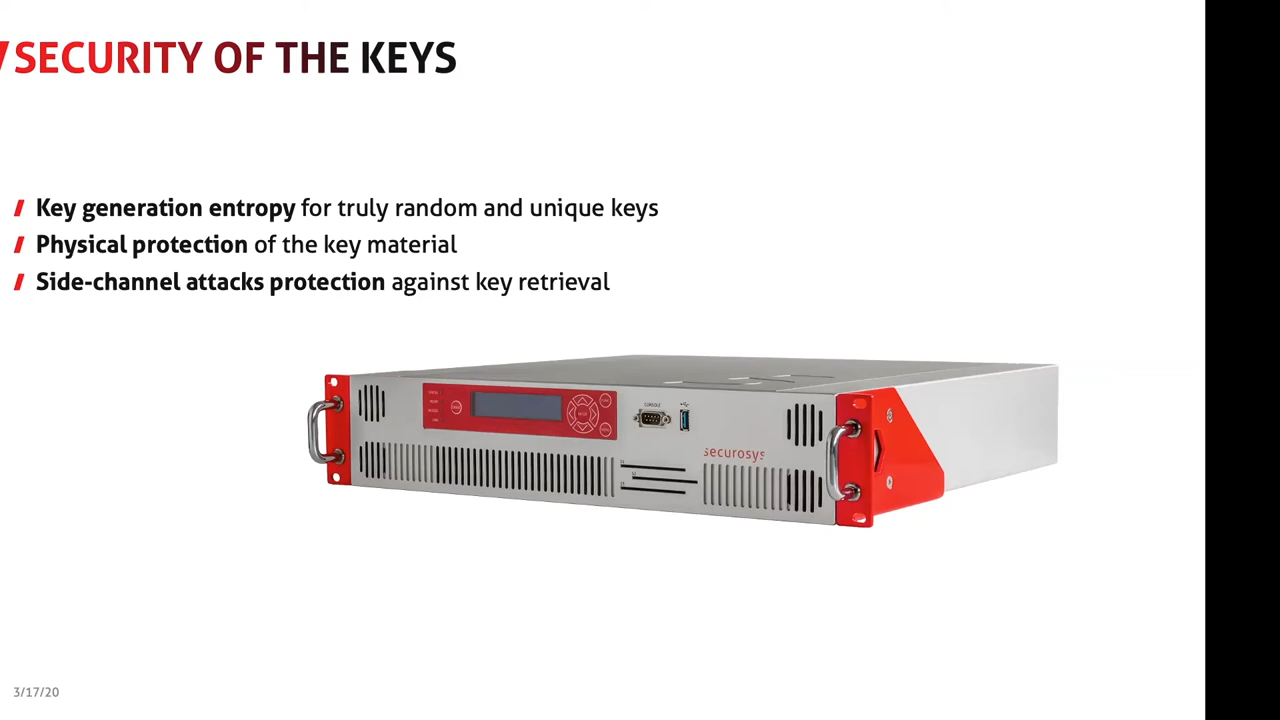 SECURITY OF THE KEYS
Key generation entropy for truly random and unique keys
Physical protection of the key material
Side-channel attacks protection against key retrieval
CONSOLE
securosys
3/17/20